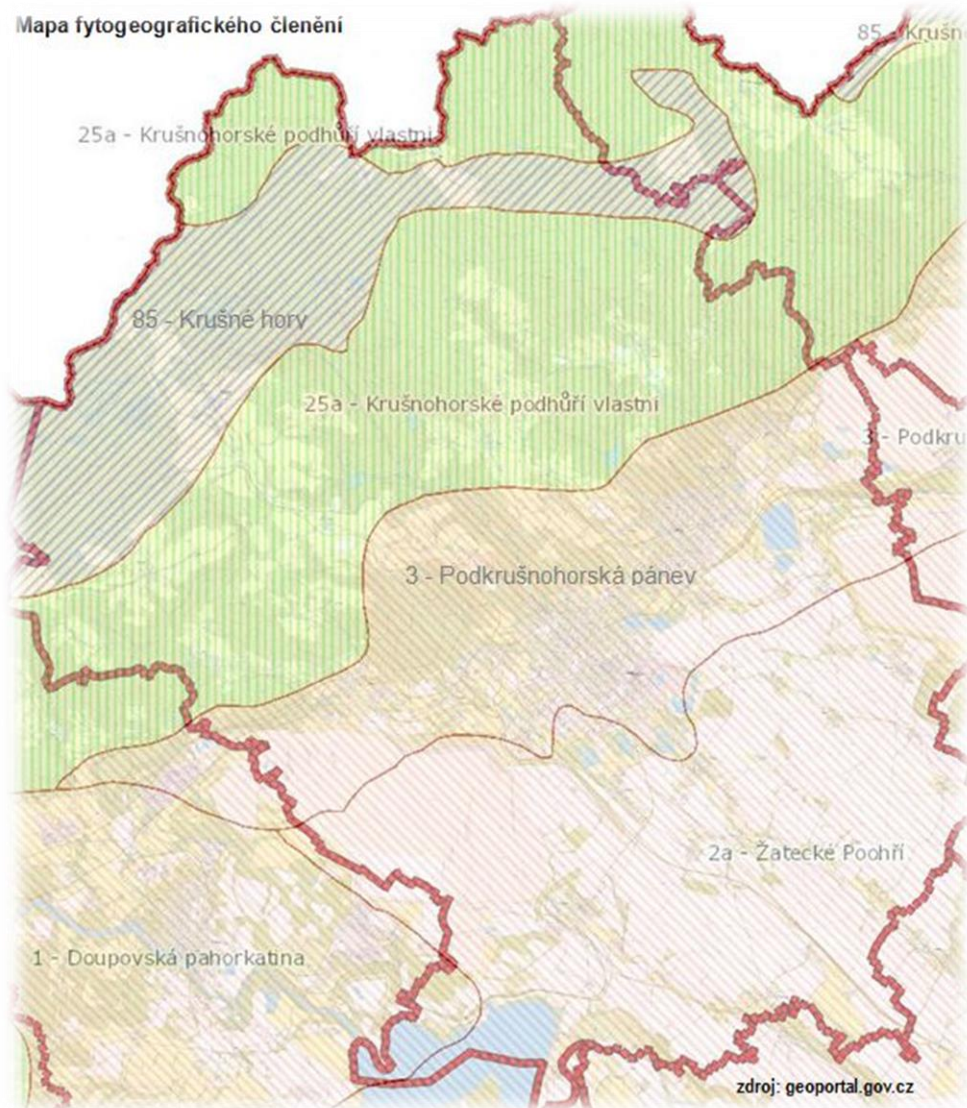 Mapa fytogeografického členění
85 - Krušn
25a - Krušnohorské podhůří vlastní
85 - Krušné hory
25a - Krušnohorské podhůří vlastní
3 - Podkru
3 - Podkrušnohorská pánev
2a - Žatecké Poohří
1 - Doupovská pahorkatina
zdroj: geoportal.gov.cz